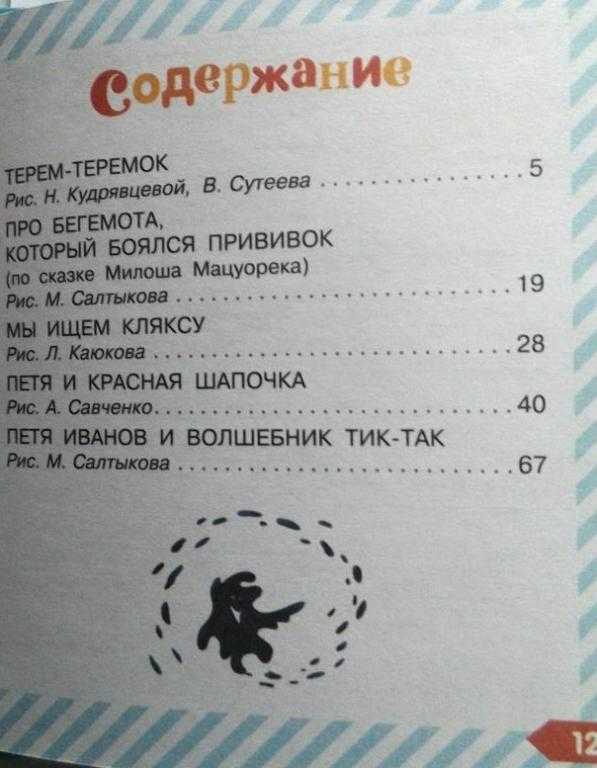 Содержание
ТЕРЕМ-ТЕРЕМОК
Рис. Н. Кудрявцевой, В. Сутеева ................ 5
ПРО БЕГЕМОТА,
КОТОРЫЙ БОЯЛСЯ ПРИВИВОК
(по сказке Милоша Мацуорека)
Рис. М. Салтыкова ............................. 19
МЫ ИЩЕМ КЛЯКСУ
Рис. Л. Каюкова ............................... 28
ПЕТЯ И КРАСНАЯ ШАПОЧКА
Рис. А. Савченко............................... 40
ПЕТЯ ИВАНОВ И ВОЛШЕБНИК ТИК-ТАК
Рис. М. Салтыкова ............................. 67